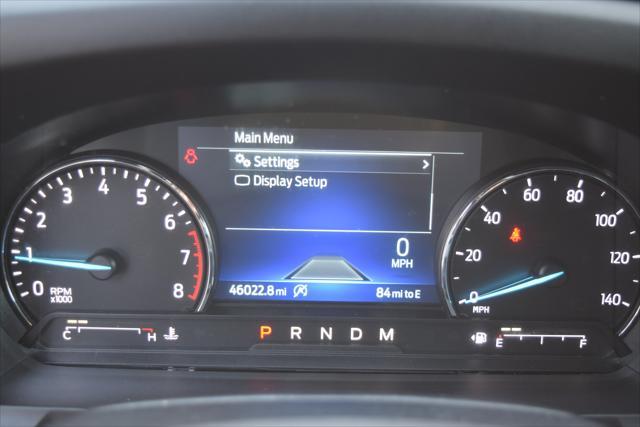 Main Menu
Settings
Display Setup
0
MPH
46022.8 mi
84 mi to E
0 1 2 3 4 5 6 7 8
RPM
x1000
0 20 40 60 80 100 120 140
MPH
C H
P R N D M
E F